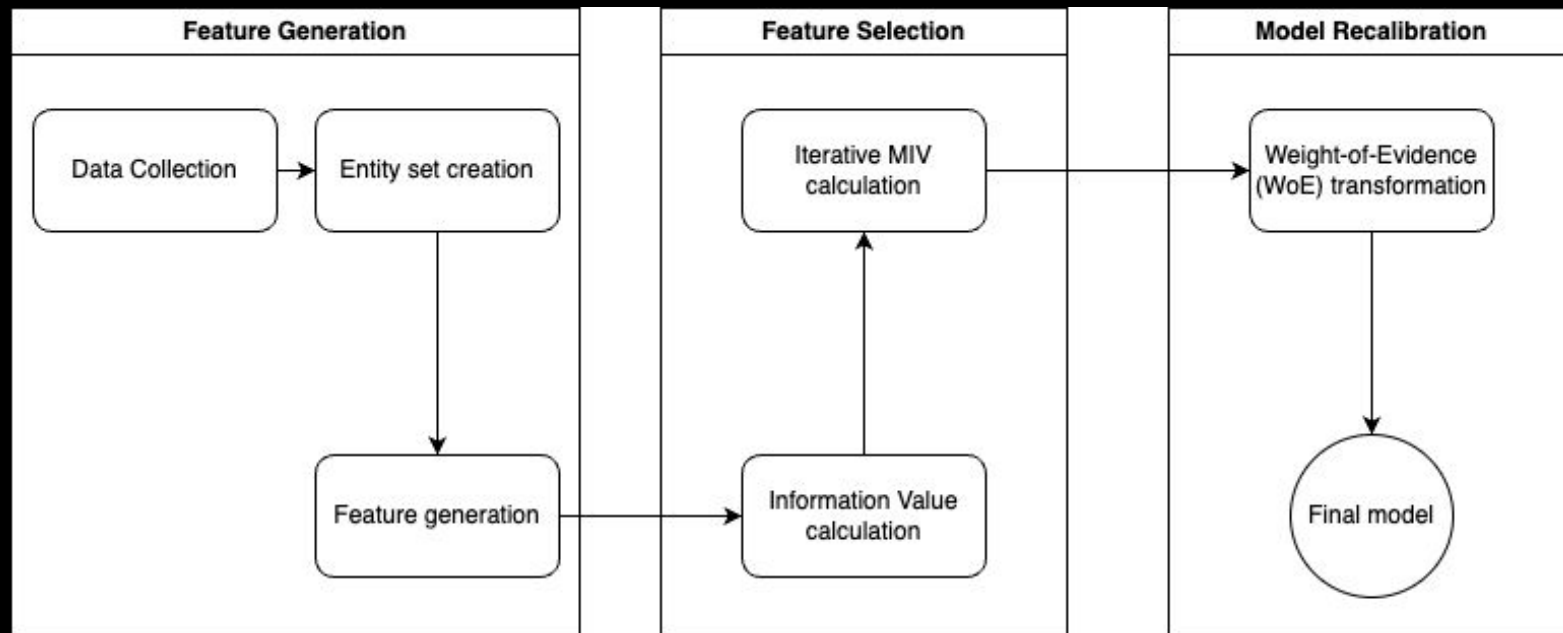 Feature Generation
Feature Selection
Model Recalibration
Data Collection
Entity set creation
Iterative MIV
calculation
Weight-of-Evidence
(WoE) transformation
Feature generation
Information Value
calculation
Final model